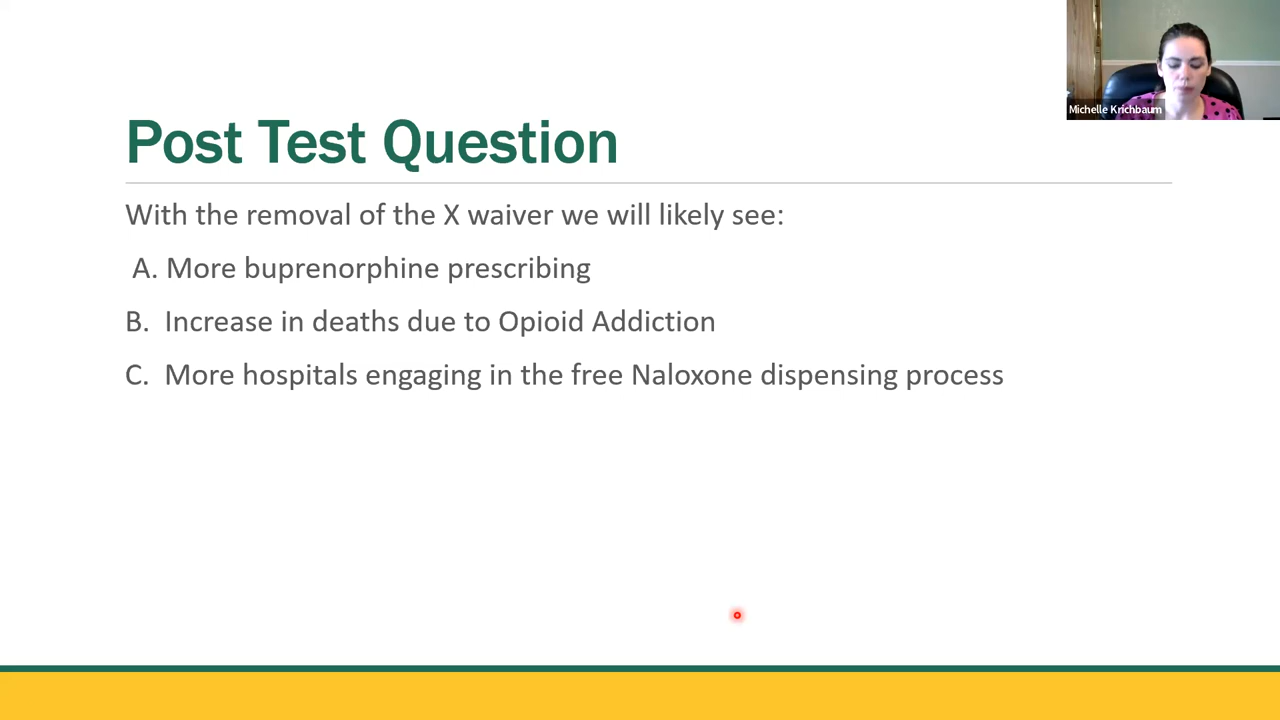 Michelle Krichbaum
Post Test Question
With the removal of the X waiver we will likely see:
A. More buprenorphine prescribing
B. Increase in deaths due to Opioid Addiction
C. More hospitals engaging in the free Naloxone dispensing process